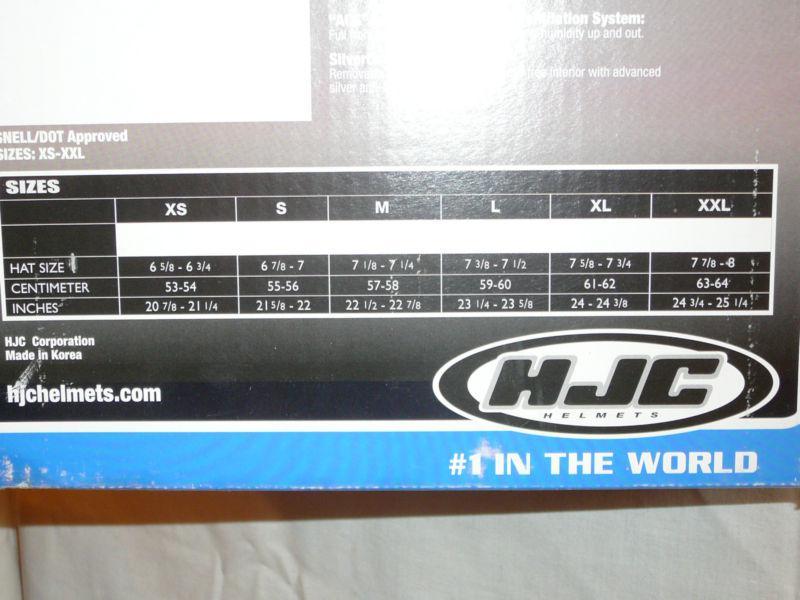 "ACS" ilation System:
Full humidity up and out.
interior with advanced
silver
SNELL/DOT Approved
SIZES: XS-XXL
SIZES
XS S M L XL XXL
HAT SIZE 6 5/8 - 6 3/4 6 7/8 - 7 7 1/8 - 7 1/4 7 3/8 - 7 1/2 7 5/8 - 7 3/4 7 7/8 - 8
CENTIMETER 53-54 55-56 57-58 59-60 61-62 63-64
INCHES 20 7/8 - 21 1/4 21 5/8 - 22 22 1/2 - 22 7/8 23 1/4 - 23 5/8 24 - 24 3/8 24 3/4 - 25 1/4
HJC Corporation
Made in Korea
hjchelmets.com
HJC
HELMETS
#1 IN THE WORLD